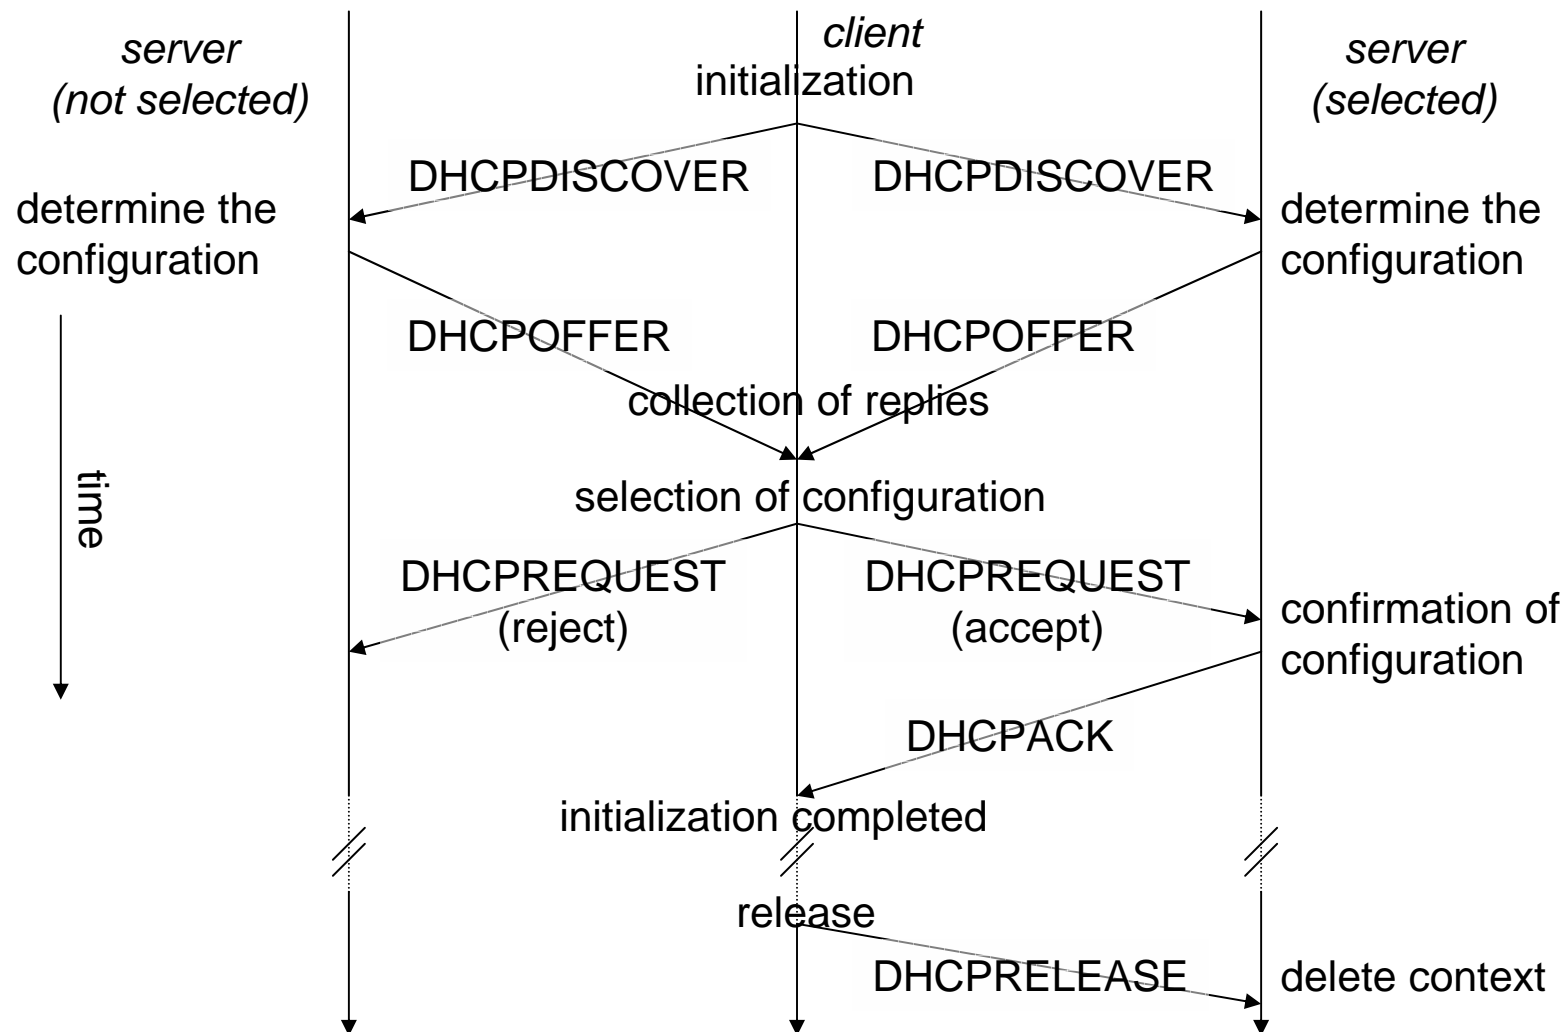 server
(not selected)
client
initialization
server
(selected)
DHCPDISCOVER
DHCPDISCOVER
determine the
configuration
determine the
configuration
DHCPOFFER
DHCPOFFER
collection of replies
time
selection of configuration
DHCPREQUEST
(reject)
DHCPREQUEST
(accept)
confirmation of
configuration
DHCPACK
initialization completed
release
DHCPRELEASE
delete context